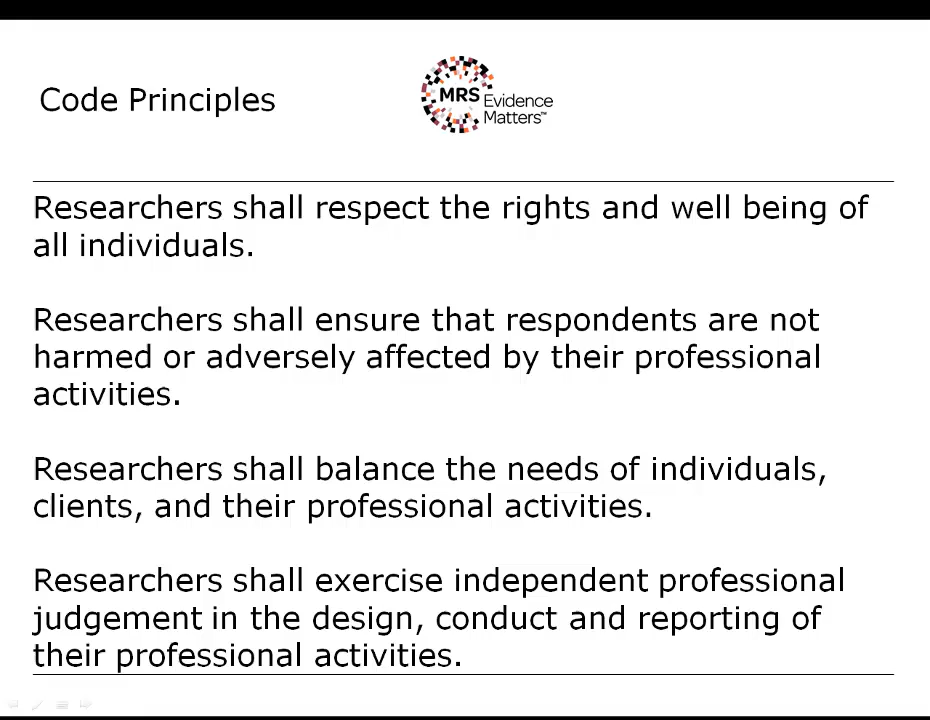 Code Principles
MRS Evidence
Matters™
Researchers shall respect the rights and well being of
all individuals.
Researchers shall ensure that respondents are not
harmed or adversely affected by their professional
activities.
Researchers shall balance the needs of individuals,
clients, and their professional activities.
Researchers shall exercise independent professional
judgement in the design, conduct and reporting of
their professional activities.